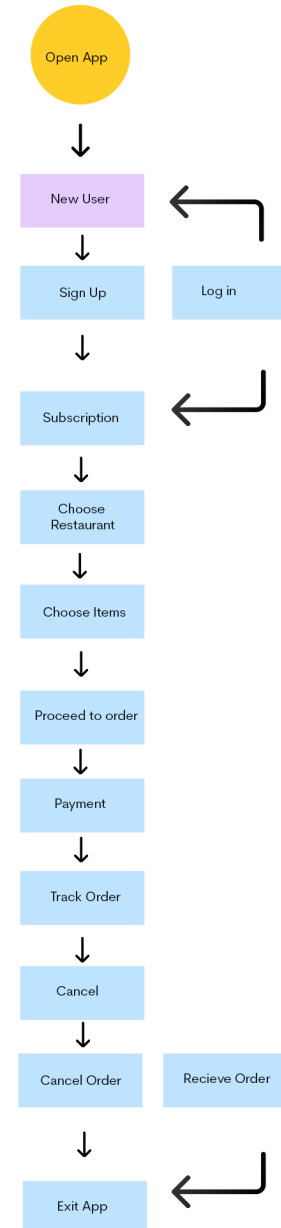 Open App
New User
Sign Up
Log in
Subscription
Choose
Restaurant
Choose Items
Proceed to order
Payment
Track Order
Cancel
Cancel Order
Recieve Order
Exit App